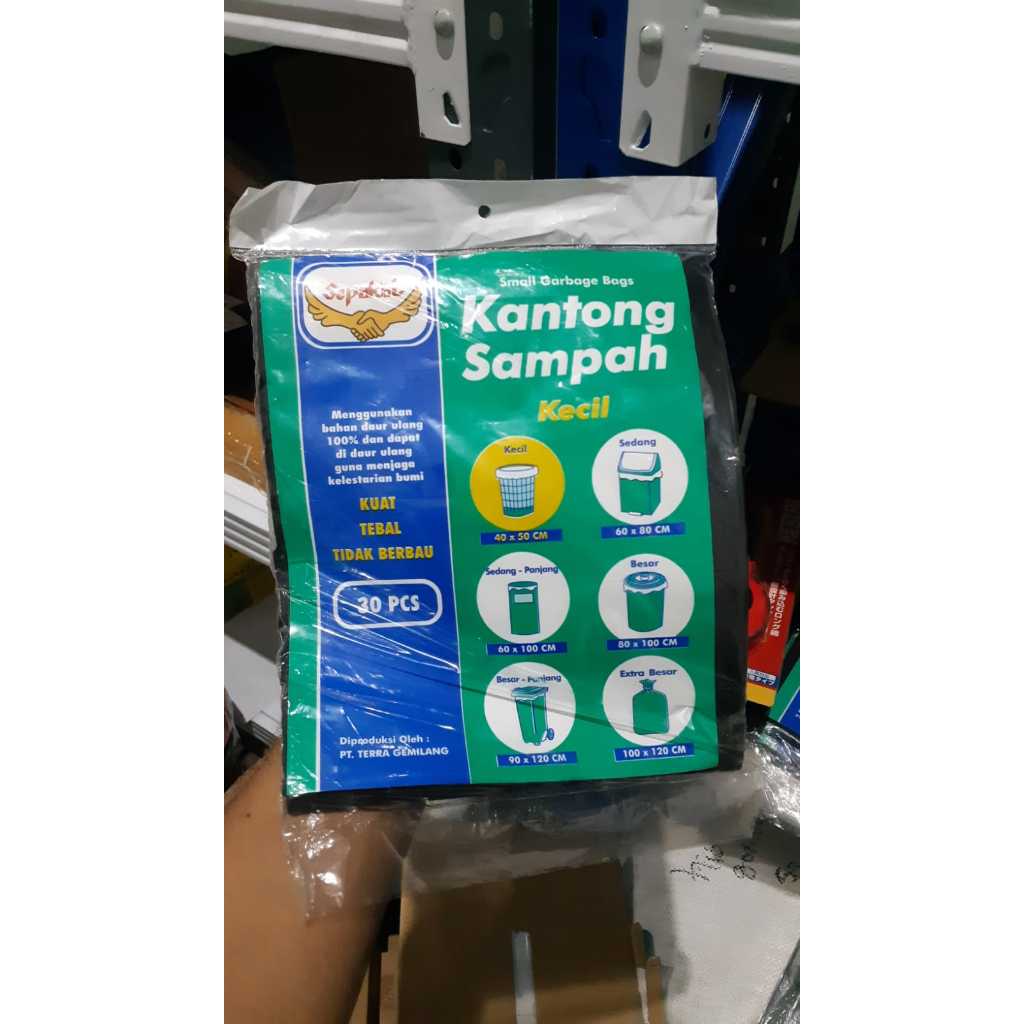 Sepakat
Small Garbage Bags
Kantong
Sampah
Kecil
Menggunakan
bahan daur ulang
100% dan dapat
di daur ulang
guna menjaga
kelestarian bumi
KUAT
TEBAL
TIDAK BERBAU
30 PCS
Diproduksi Oleh :
PT. TERRA GEMILANG
Kecil
40 x 50 CM
Sedang
60 x 80 CM
Sedang - Panjang
60 x 100 CM
Besar
80 x 100 CM
Besar - Panjang
90 x 120 CM
Extra Besar
100 x 120 CM